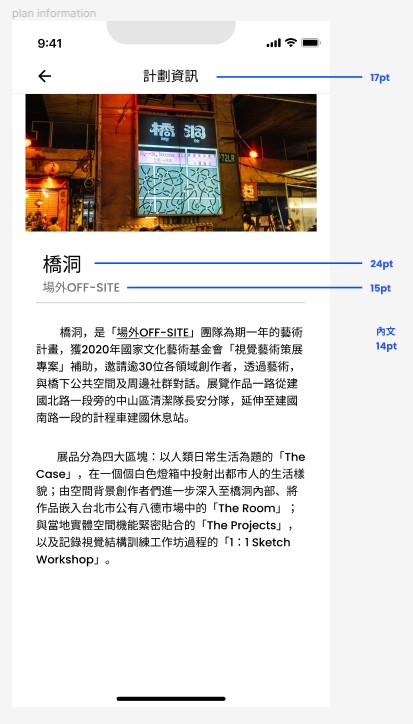 plan information
9:41
計劃資訊
17pt
橋洞
橋洞
24pt
場外OFF-SITE
15pt
內文
14pt
橋洞，是「場外OFF-SITE」團隊為期一年的藝術
計畫，獲2020年國家文化藝術基金會「視覺藝術策展
專案」補助，邀請逾30位各領域創作者，透過藝術，
與橋下公共空間及周邊社群對話。展覽作品一路從建
國北路一段旁的中山區清潔隊長安分隊，延伸至建國
南路一段的計程車建國休息站。
展品分為四大區塊：以人類日常生活為題的「The
Case」，在一個個白色燈箱中投射出都市人的生活樣
貌；由空間背景創作者們進一步深入至橋洞內部、將
作品嵌入台北市公有八德市場中的「The Room」；
與當地實體空間機能緊密貼合的「The Projects」，
以及記錄視覺結構訓練工作坊過程的「1：1 Sketch
Workshop」。